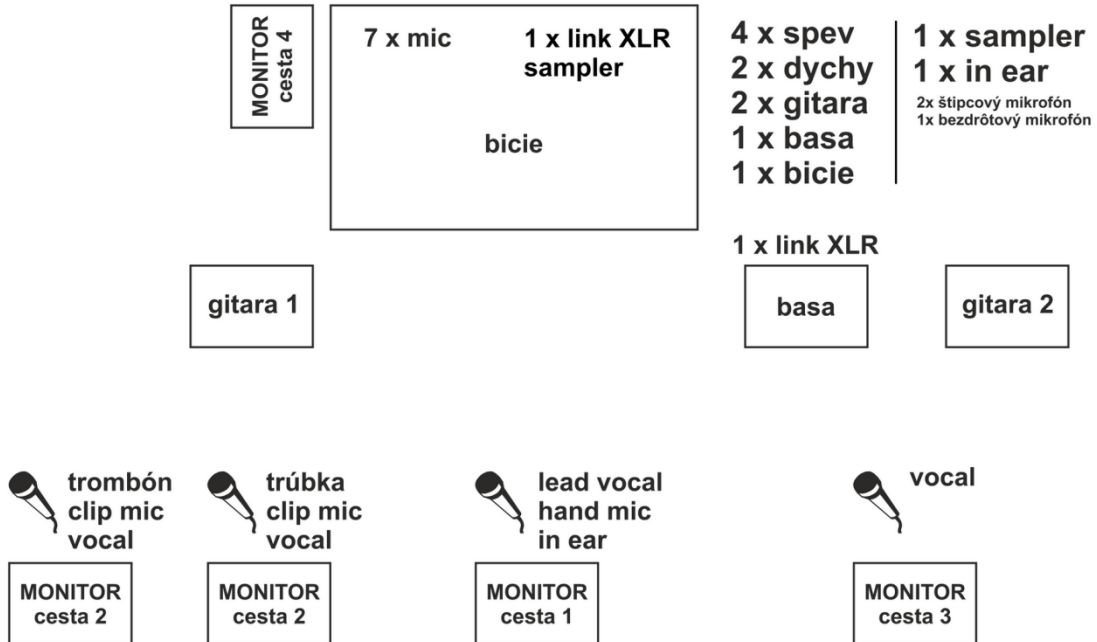 MONITOR
cesta 4
7 x mic
1 x link XLR
sampler
bicie
4 x spev
2 x dychy
2 x gitara
1 x basa
1 x bicie
1 x sampler
1 x in ear
2x štipcový mikrofón
1x bezdrôtový mikrofón
1 x link XLR
gitara 1
basa
gitara 2
trombón
clip mic
vocal
trúbka
clip mic
vocal
lead vocal
hand mic
in ear
vocal
MONITOR
cesta 2
MONITOR
cesta 2
MONITOR
cesta 1
MONITOR
cesta 3